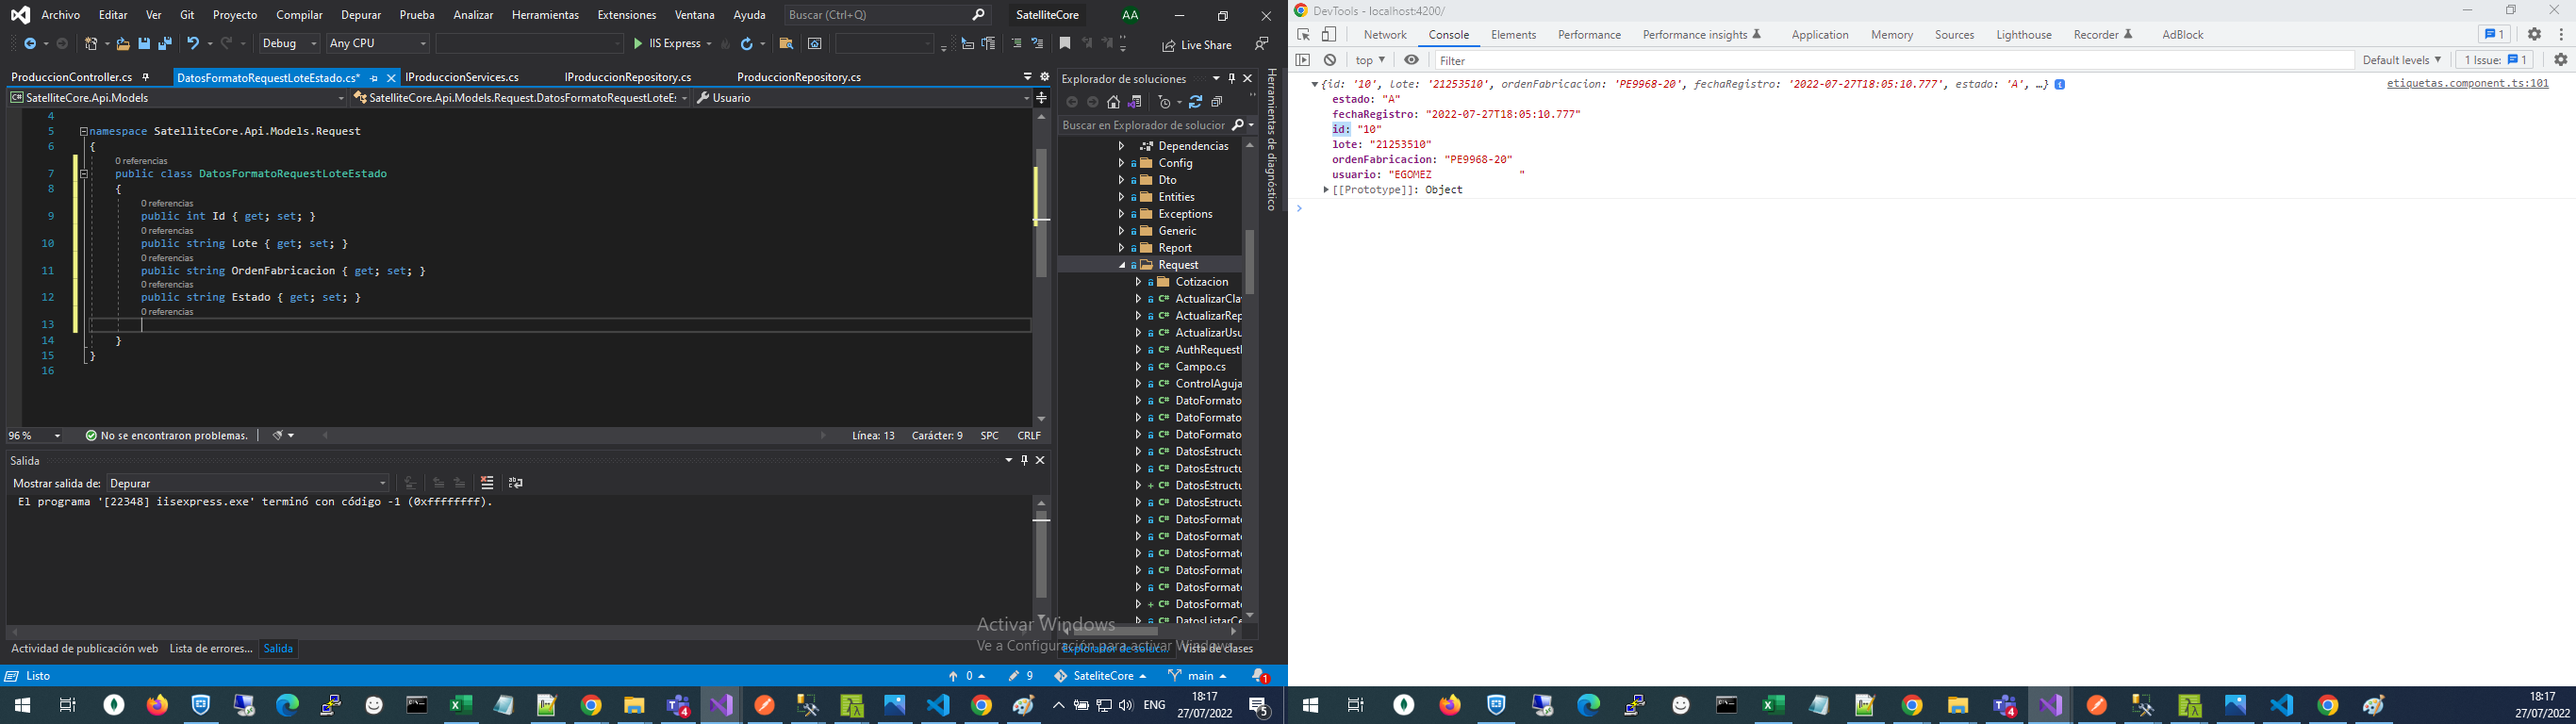 Archivo Editar Ver Git Proyecto Compilar Depurar Prueba Analizar Herramientas Extensiones Ventana Ayuda Buscar (Ctrl+Q) SatelliteCore AA
Debug Any CPU IIS Express Live Share
ProduccionController.cs DatosFormatoRequestLoteEstado.cs* IProduccionServices.cs IProduccionRepository.cs ProduccionRepository.cs
SatelliteCore.Api.Models SatelliteCore.Api.Models.Request.DatosFormatoRequestLoteE Usuario
4
5 namespace SatelliteCore.Api.Models.Request
6 {
0 referencias
7 public class DatosFormatoRequestLoteEstado
8 {
0 referencias
9 public int Id { get; set; }
0 referencias
10 public string Lote { get; set; }
0 referencias
11 public string OrdenFabricacion { get; set; }
0 referencias
12 public string Estado { get; set; }
0 referencias
13
14 }
15 }
16
96 % No se encontraron problemas. Línea: 13 Carácter: 9 SPC CRLF
Salida
Mostrar salida de: Depurar
El programa '[22348] iisexpress.exe' terminó con código -1 (0xffffffff).
Actividad de publicación web Lista de errores... Salida
Explorador de soluciones
Buscar en Explorador de solucior
Dependencias
Config
Dto
Entities
Exceptions
Generic
Report
Request
Cotizacion
C# ActualizarCla
C# ActualizarRep
C# ActualizarUsu
C# AuthRequest
C# Campo.cs
C# ControlAguja
C# DatoFormato
C# DatoFormato
C# DatoFormato
C# DatosEstructu
C# DatosEstructu
+ C# DatosEstructu
C# DatosEstructu
C# DatosFormat
C# DatosFormat
C# DatosFormat
C# DatosFormat
C# DatosFormat
+ C# DatosFormat
C# DatosListarCe
Herramientas de diagnóstico
Activar Windows
Ve a Configuración para activar Windows.
Explorador de soluc... Vista de clases
Listo 0 9 SateliteCore main 1
4 ENG 18:17
27/07/2022 5
DevTools - localhost:4200/
Network Console Elements Performance Performance insights Application Memory Sources Lighthouse Recorder AdBlock 1
top Filter Default levels 1 Issue: 1
{id: '10', lote: '21253510', ordenFabricacion: 'PE9968-20', fechaRegistro: '2022-07-27T18:05:10.777', estado: 'A', …} etiquetas.component.ts:101
estado: "A"
fechaRegistro: "2022-07-27T18:05:10.777"
id: "10"
lote: "21253510"
ordenFabricacion: "PE9968-20"
usuario: "EGOMEZ "
[[Prototype]]: Object
4 18:17
27/07/2022